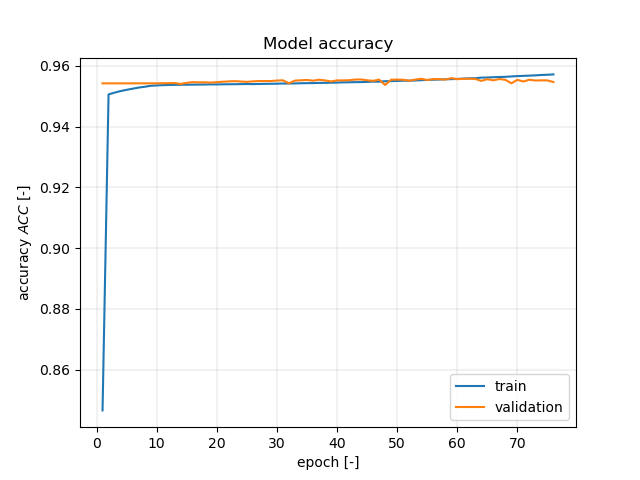 Model accuracy
accuracy ACC [-]
0.96
0.94
0.92
0.90
0.88
0.86
0 10 20 30 40 50 60 70
epoch [-]
train
validation